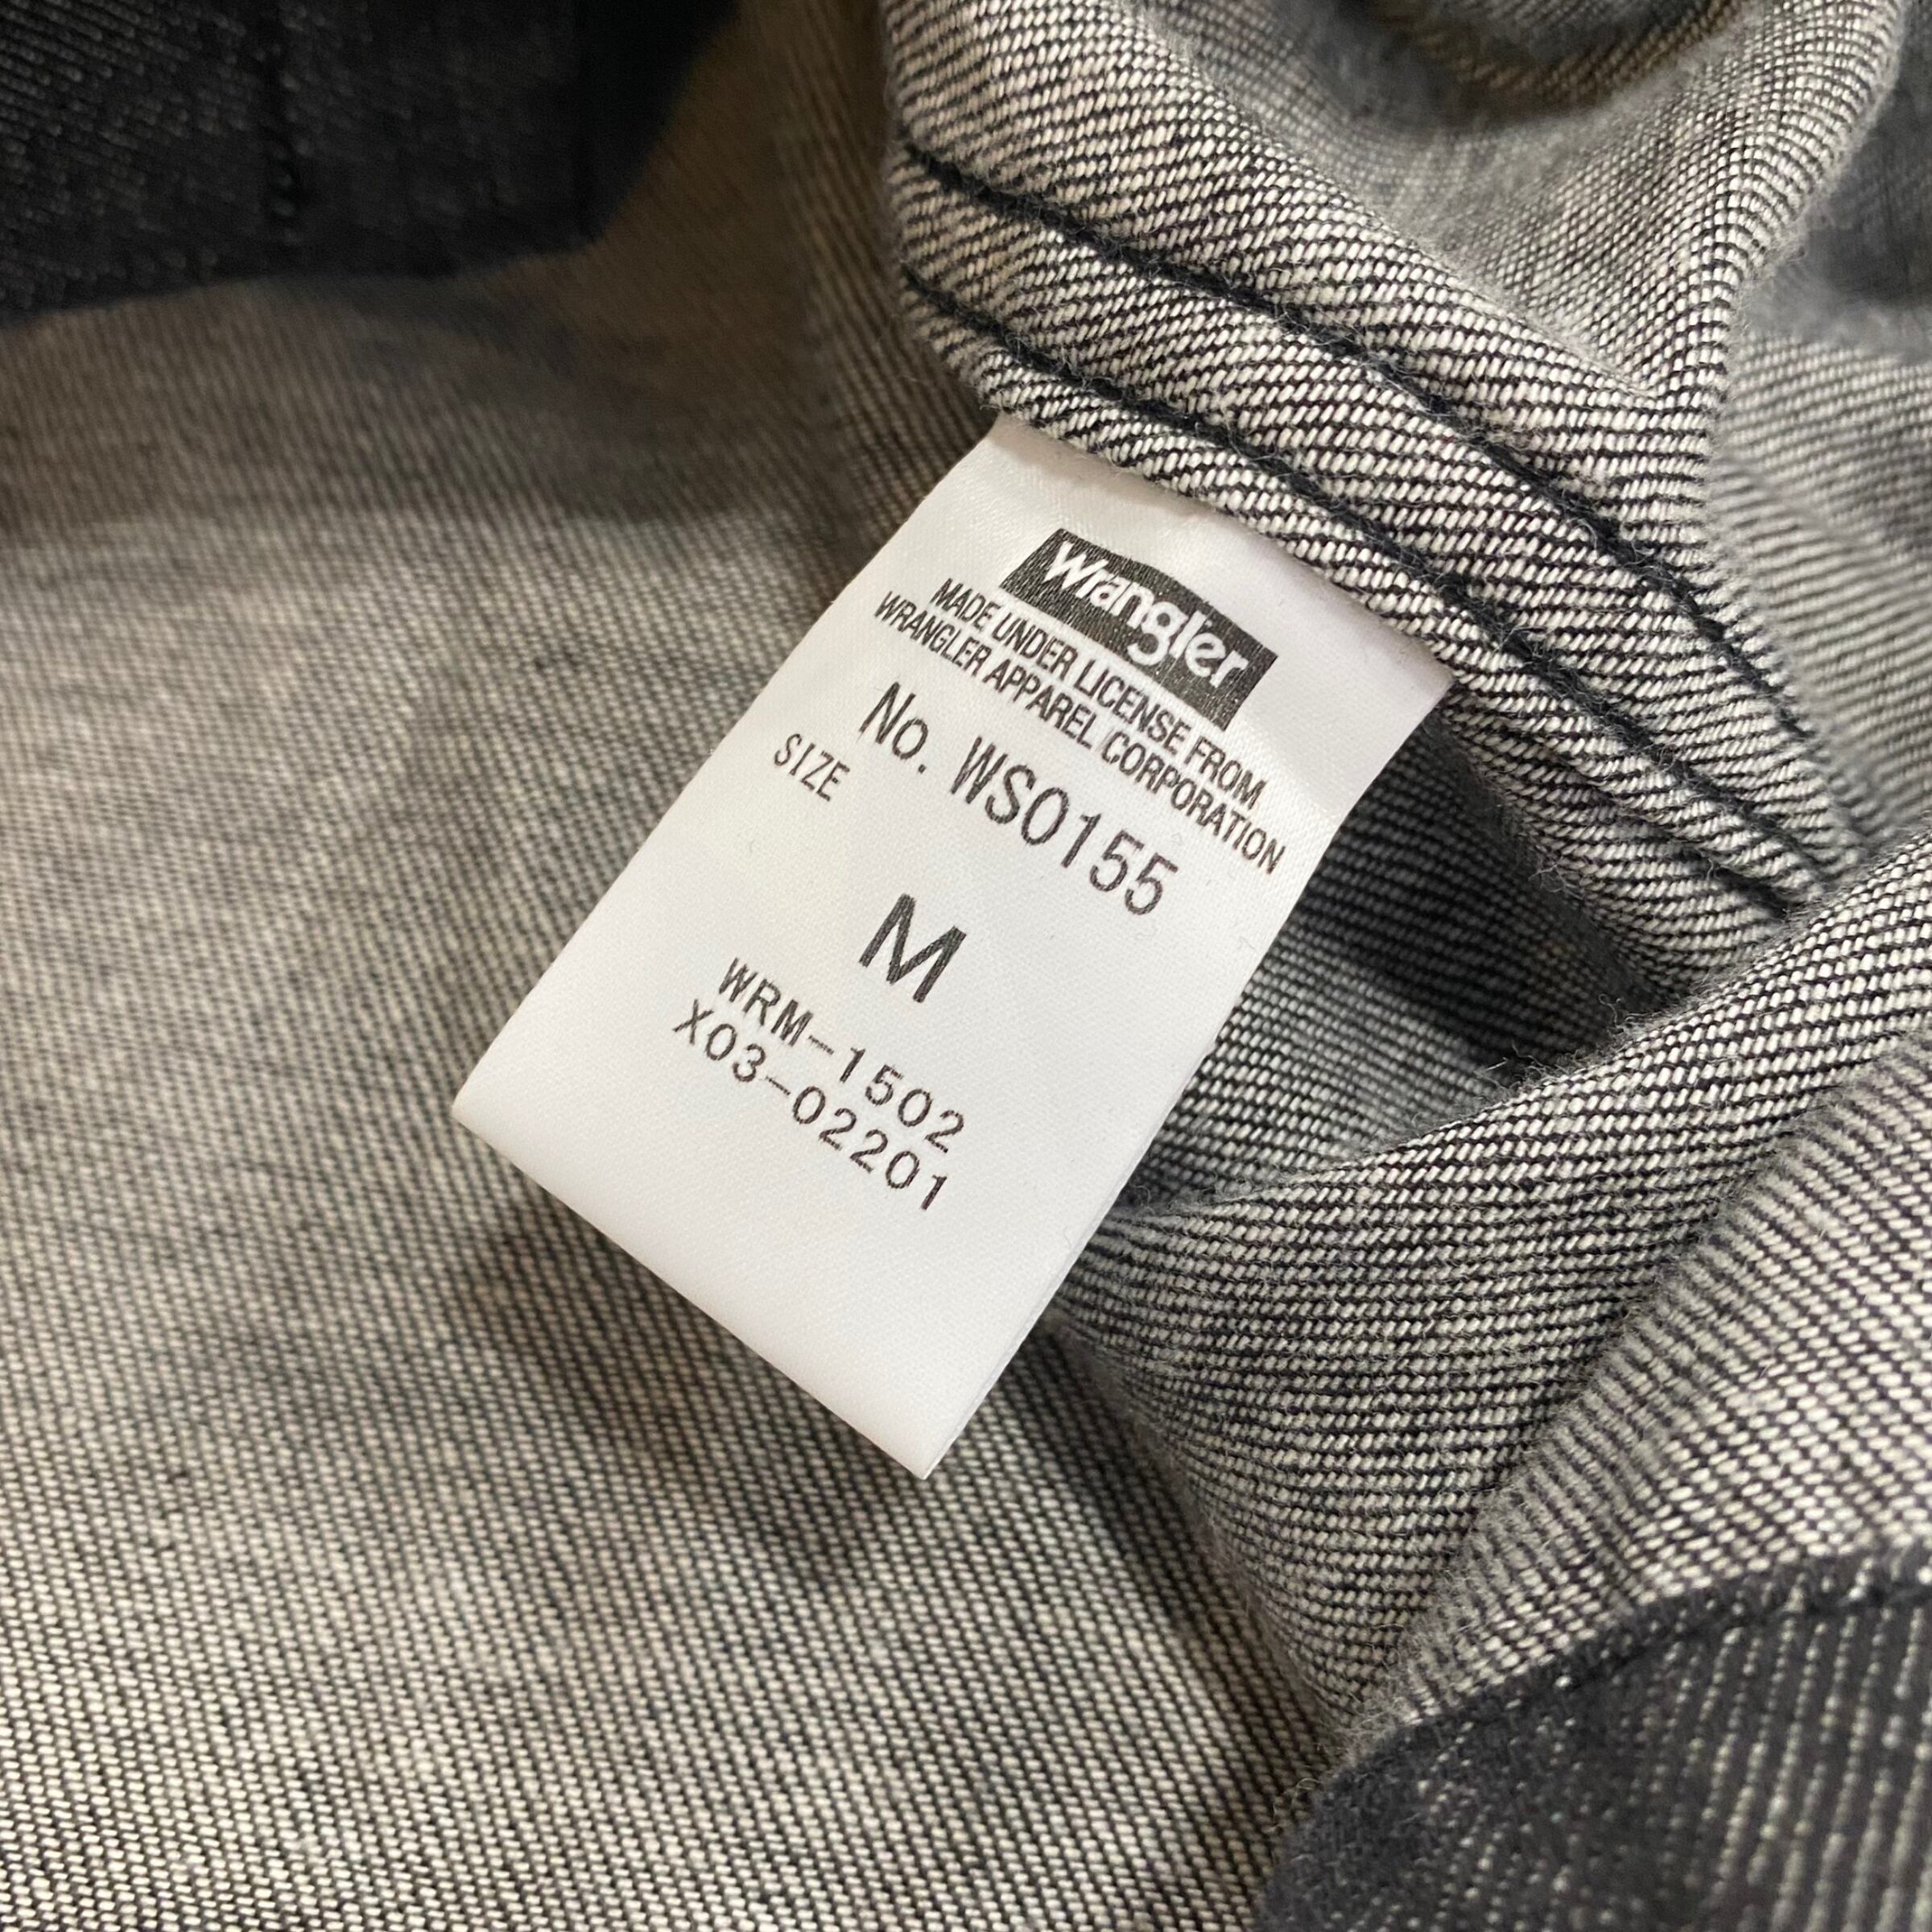 Wrangler
MADE UNDER LICENSE FROM
WRANGLER APPAREL CORPORATION
No. WS0155
SIZE
M
WRM-1502
X03-02201